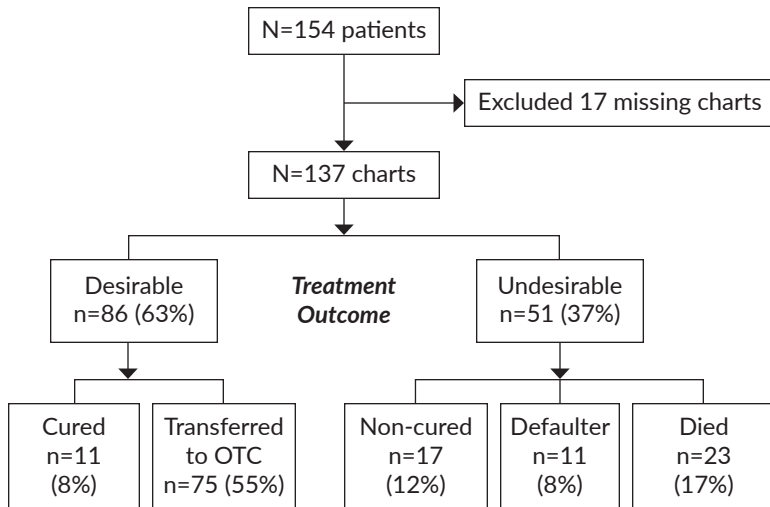 N=154 patients
Excluded 17 missing charts
N=137 charts
Desirable
n=86 (63%)
Treatment
Outcome
Undesirable
n=51 (37%)
Cured
n=11
(8%)
Transferred
to OTC
n=75 (55%)
Non-cured
n=17
(12%)
Defaulter
n=11
(8%)
Died
n=23
(17%)